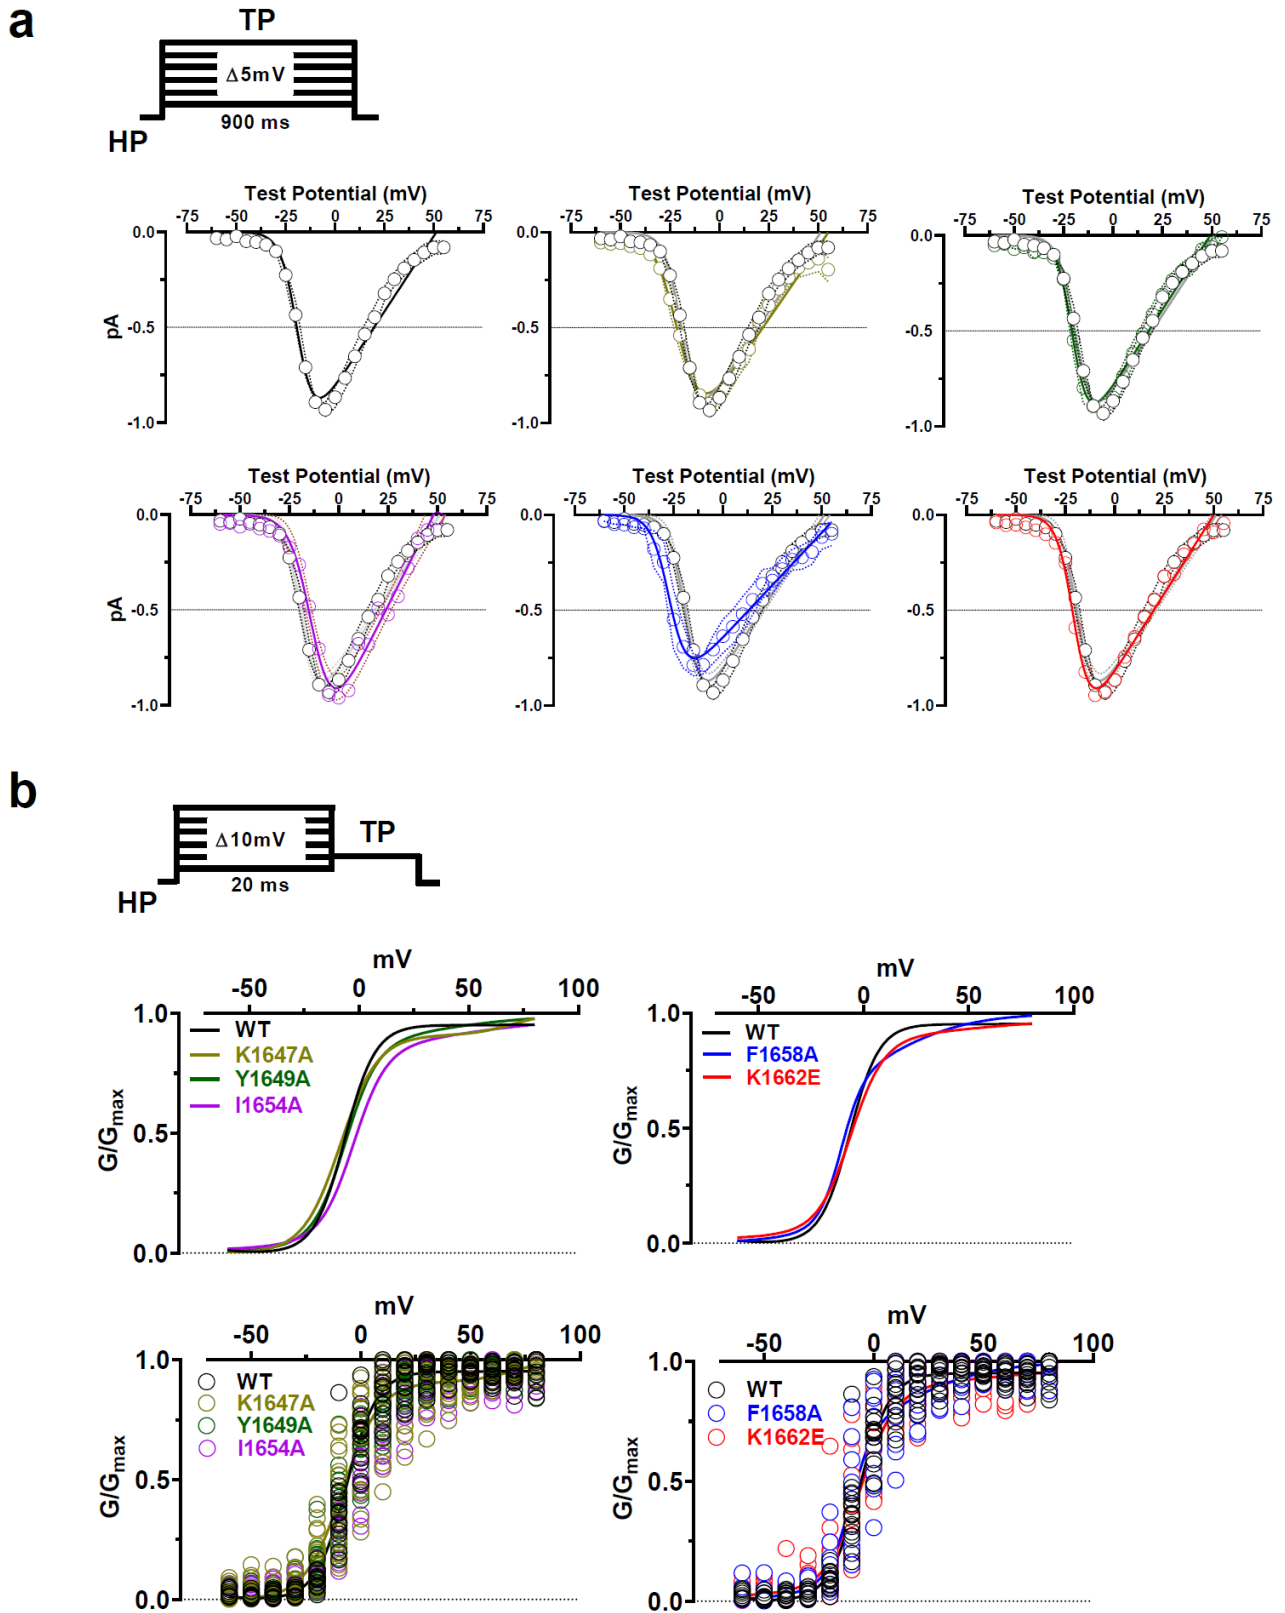 a
TP
Δ5mV
900 ms
HP
Test Potential (mV)
-75 -50 -25 0 25 50 75
0.0
-0.5
-1.0
pA
Test Potential (mV)
-75 -50 -25 0 25 50 75
0.0
-0.5
-1.0
Test Potential (mV)
-75 -50 -25 0 25 50 75
0.0
-0.5
-1.0
Test Potential (mV)
-75 -50 -25 0 25 50 75
0.0
-0.5
-1.0
pA
Test Potential (mV)
-75 -50 -25 0 25 50 75
0.0
-0.5
-1.0
Test Potential (mV)
-75 -50 -25 0 25 50 75
0.0
-0.5
-1.0
b
Δ10mV
TP
20 ms
HP
mV
-50 0 50 100
1.0
0.5
0.0
G/Gmax
WT
K1647A
Y1649A
I1654A
mV
-50 0 50 100
1.0
0.5
0.0
G/Gmax
WT
F1658A
K1662E
mV
-50 0 50 100
1.0
0.5
0.0
G/Gmax
WT
K1647A
Y1649A
I1654A
mV
-50 0 50 100
1.0
0.5
0.0
G/Gmax
WT
F1658A
K1662E